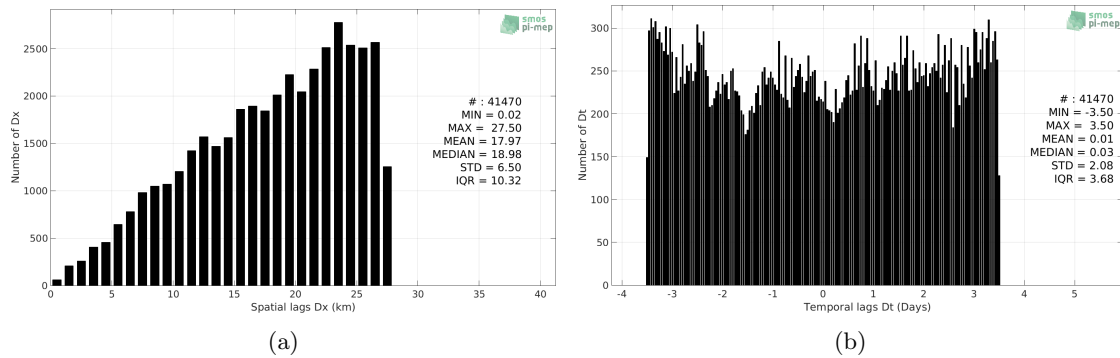 smos
pi-mep
2500
2000
1500
1000
500
0
Number of Dx
# : 41470
MIN = 0.02
MAX = 27.50
MEAN = 17.97
MEDIAN = 18.98
STD = 6.50
IQR = 10.32
0 5 10 15 20 25 30 35 40
Spatial lags Dx (km)
(a)
smos
pi-mep
300
250
200
150
100
50
0
Number of Dt
# : 41470
MIN = -3.50
MAX = 3.50
MEAN = 0.01
MEDIAN = 0.03
STD = 2.08
IQR = 3.68
-4 -3 -2 -1 0 1 2 3 4 5
Temporal lags Dt (Days)
(b)